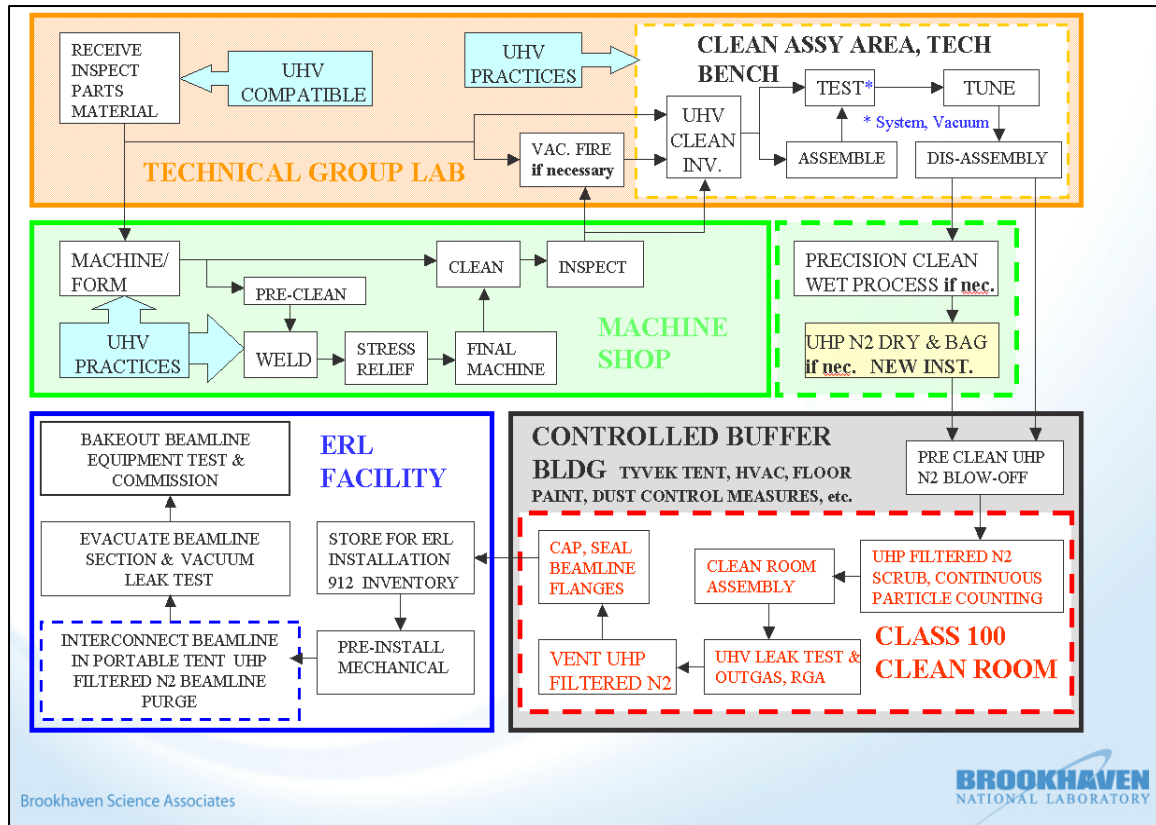 RECEIVE
INSPECT
PARTS
MATERIAL
UHV
COMPATIBLE
UHV
PRACTICES
CLEAN ASSY AREA, TECH
BENCH
TEST*
TUNE
* System, Vacuum
UHV
CLEAN
INV.
ASSEMBLE
DIS-ASSEMBLY
VAC. FIRE
if necessary
TECHNICAL GROUP LAB
MACHINE/
FORM
PRE-CLEAN
CLEAN
INSPECT
UHV
PRACTICES
WELD
STRESS
RELIEF
FINAL
MACHINE
MACHINE
SHOP
PRECISION CLEAN
WET PROCESS if nec.
UHP N2 DRY & BAG
if nec. NEW INST.
BAKEOUT BEAMLINE
EQUIPMENT TEST &
COMMISSION
ERL
FACILITY
EVACUATE BEAMLINE
SECTION & VACUUM
LEAK TEST
STORE FOR ERL
INSTALLATION
912 INVENTORY
INTERCONNECT BEAMLINE
IN PORTABLE TENT UHP
FILTERED N2 BEAMLINE
PURGE
PRE-INSTALL
MECHANICAL
CONTROLLED BUFFER
BLDG TYVEK TENT, HVAC, FLOOR
PAINT, DUST CONTROL MEASURES, etc.
PRE CLEAN UHP
N2 BLOW-OFF
CAP, SEAL
BEAMLINE
FLANGES
CLEAN ROOM
ASSEMBLY
UHP FILTERED N2
SCRUB, CONTINUOUS
PARTICLE COUNTING
VENT UHP
FILTERED N2
UHV LEAK TEST &
OUTGAS, RGA
CLASS 100
CLEAN ROOM
Brookhaven Science Associates
BROOKHAVEN
NATIONAL LABORATORY